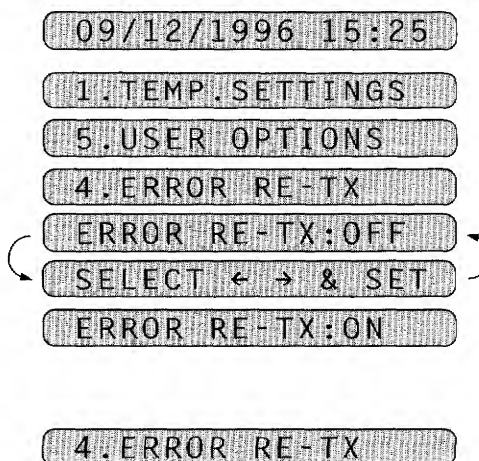 09/12/1996 15:25
1.TEMP.SETTINGS
5.USER OPTIONS
4.ERROR RE-TX
ERROR RE-TX:OFF
SELECT ← → & SET
ERROR RE-TX:ON
4.ERROR RE-TX